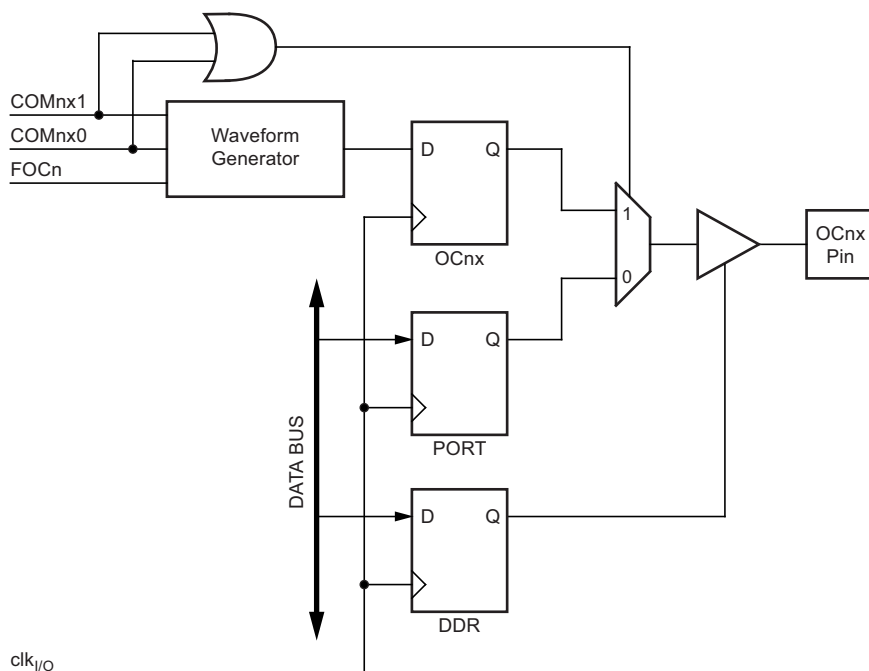 COMnx1
COMnx0
FOCn
Waveform
Generator
D
Q
OCnx
1
0
OCnx
Pin
D
Q
PORT
DATA BUS
D
Q
DDR
clkI/O